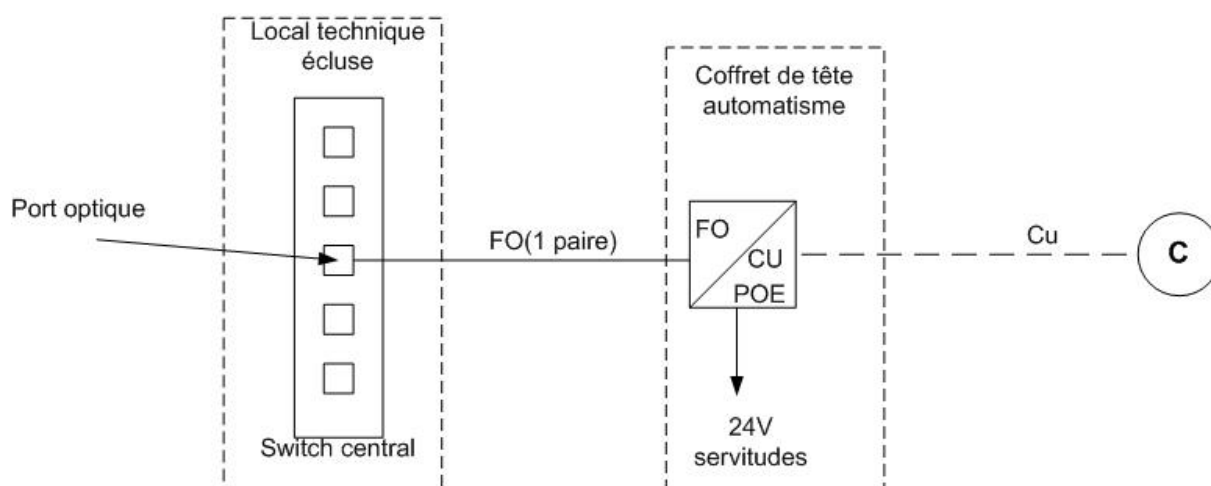 Local technique
écluse
Coffret de tête
automatisme
Port optique
FO(1 paire)
FO
CU
POE
Cu
C
24V
servitudes
Switch central